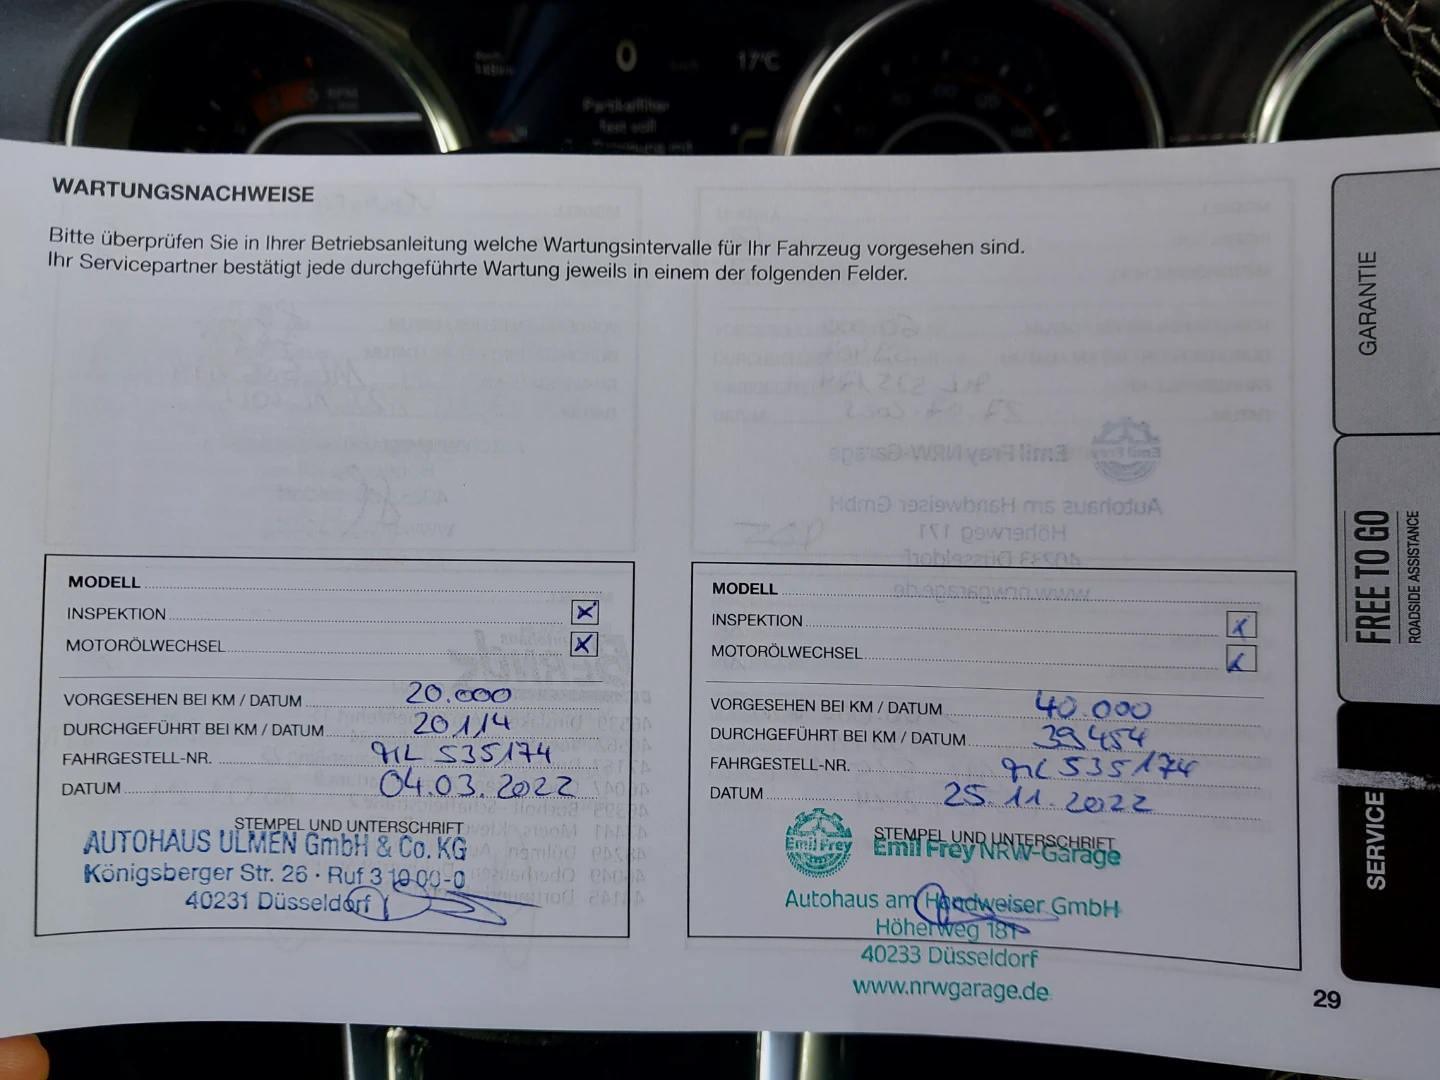 0
17°C
Partikelfilter
fast voll
WARTUNGSNACHWEISE
Bitte überprüfen Sie in Ihrer Betriebsanleitung welche Wartungsintervalle für Ihr Fahrzeug vorgesehen sind.
Ihr Servicepartner bestätigt jede durchgeführte Wartung jeweils in einem der folgenden Felder.
MODELL
INSPEKTION X
MOTORÖLWECHSEL X
VORGESEHEN BEI KM / DATUM 20.000
DURCHGEFÜHRT BEI KM / DATUM 20114
FAHRGESTELL-NR. 535174
DATUM 04.03.2022
STEMPEL UND UNTERSCHRIFT
AUTOHAUS ULMEN GmbH & Co. KG
Königsberger Str. 26 · Ruf 3 10 00-0
40231 Düsseldorf
MODELL
INSPEKTION X
MOTORÖLWECHSEL X
VORGESEHEN BEI KM / DATUM 40.000
DURCHGEFÜHRT BEI KM / DATUM 39454
FAHRGESTELL-NR. 535174
DATUM 25.11.2022
STEMPEL UND UNTERSCHRIFT
Emil Frey
Emil Frey NRW-Garage
Autohaus am Handweiser GmbH
Höherweg
40233 Düsseldorf
www.nrwgarage.de
29
GARANTIE
FREE TO GO
ROADSIDE ASSISTANCE
SERVICE